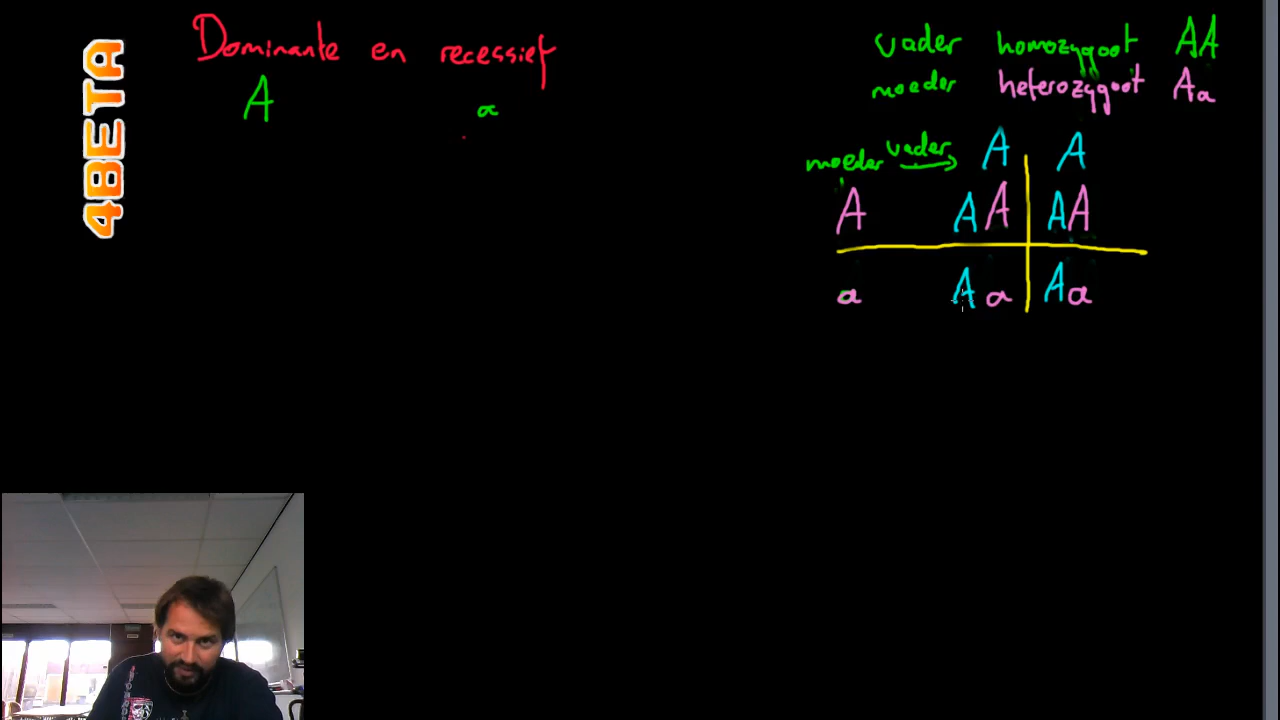 4BETA
Dominante en recessief
A a
vader homozygoot AA
moeder heterozygoot Aa
moeder vader A A
A AA AA
a Aa Aa